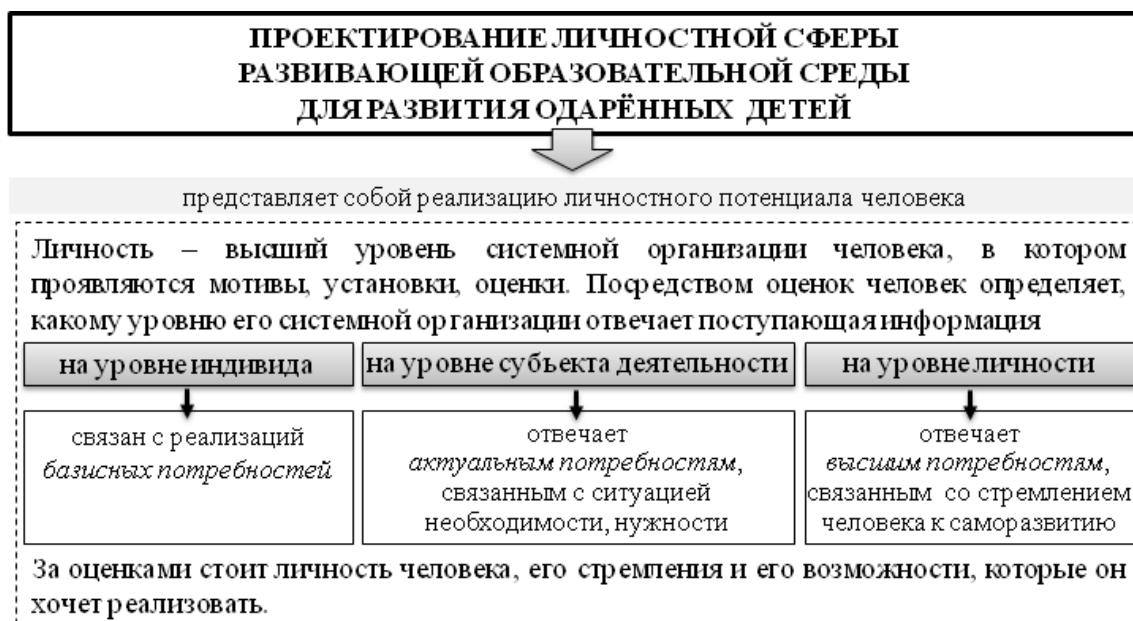 ПРОЕКТИРОВАНИЕ ЛИЧНОСТНОЙ СФЕРЫ
РАЗВИВАЮЩЕЙ ОБРАЗОВАТЕЛЬНОЙ СРЕДЫ
ДЛЯ РАЗВИТИЯ ОДАРЁННЫХ ДЕТЕЙ
представляет собой реализацию личностного потенциала человека
Личность – высший уровень системной организации человека, в котором
проявляются мотивы, установки, оценки. Посредством оценок человек определяет,
какому уровню его системной организации отвечает поступающая информация
на уровне индивида
связан с реализаций
базисных потребностей
на уровне субъекта деятельности
отвечает
актуальным потребностям,
связанным с ситуацией
необходимости, нужности
на уровне личности
отвечает
высшим потребностям,
связанным со стремлением
человека к саморазвитию
За оценками стоит личность человека, его стремления и его возможности, которые он
хочет реализовать.